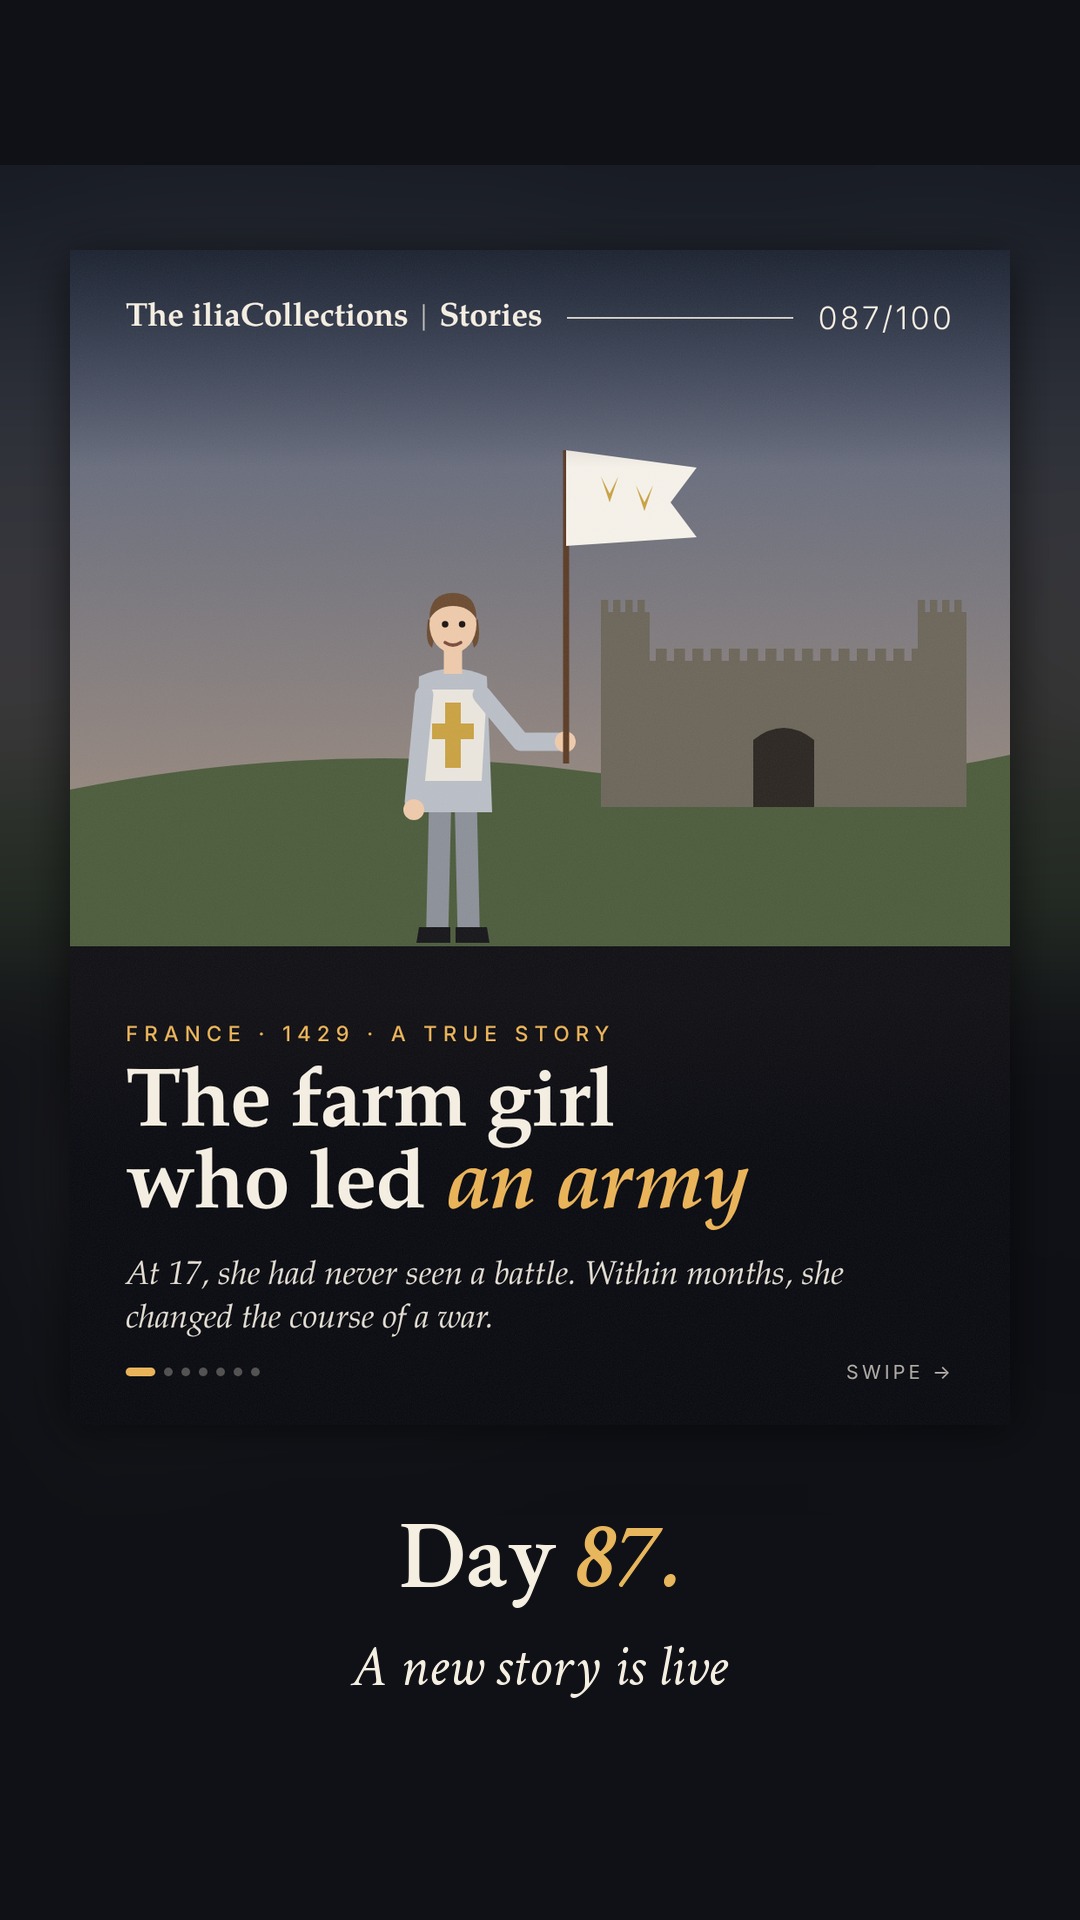 The iliaCollections | Stories 087/100
FRANCE · 1429 · A TRUE STORY
The farm girl
who led an army
At 17, she had never seen a battle. Within months, she
changed the course of a war.
SWIPE →
Day 87.
A new story is live